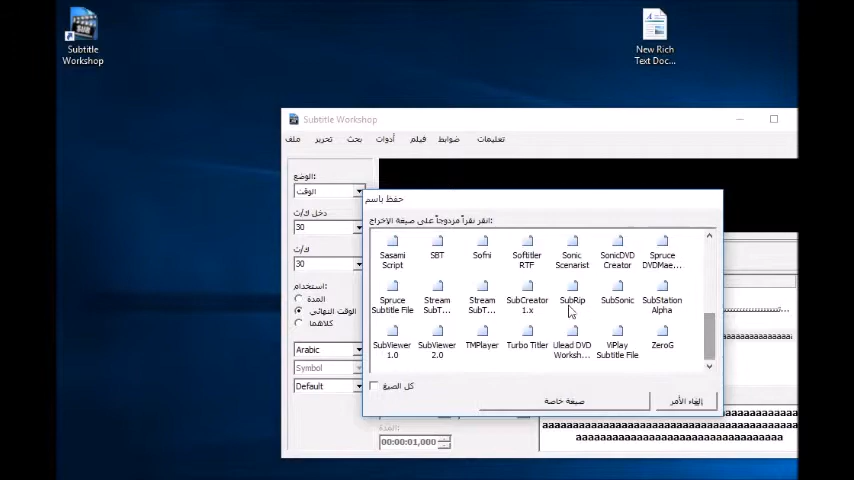 Subtitle
Workshop
New Rich
Text Doc...
Subtitle Workshop
ملف
تحرير
بحث
أدوات
فيلم
ضوابط
تعليمات
الوضع:
الوقت
دخل ك/ث
30
ك/ث
30
استخدام:
المدة
الوقت النهائي
كلاهما
Arabic
Symbol
Default
حفظ باسم
انقر نقراً مزدوجاً على صيغة الإخراج:
Sasami
Script
SBT
Sofni
Softitler
RTF
Sonic
Scenarist
SonicDVD
Creator
Spruce
DVDMae...
Spruce
Subtitle File
Stream
SubT...
Stream
SubT...
SubCreator
1.x
SubRip
SubSonic
SubStation
Alpha
SubViewer
1.0
SubViewer
2.0
TMPlayer
Turbo Titler
Ulead DVD
Worksh...
ViPlay
Subtitle File
ZeroG
كل الصيغ
صيغة خاصة
إلغاء الأمر
المدة:
00:00:01,000